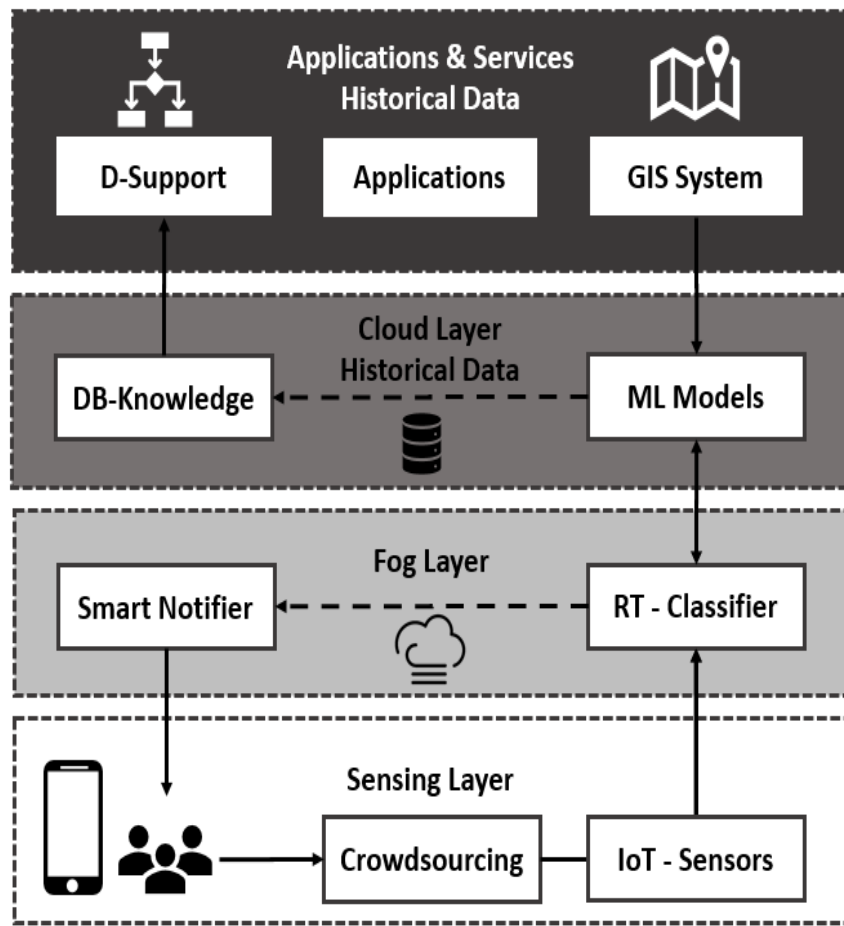 Applications & Services
Historical Data
D-Support
Applications
GIS System
Cloud Layer
Historical Data
DB-Knowledge
ML Models
Fog Layer
Smart Notifier
RT - Classifier
Sensing Layer
Crowdsourcing
IoT - Sensors